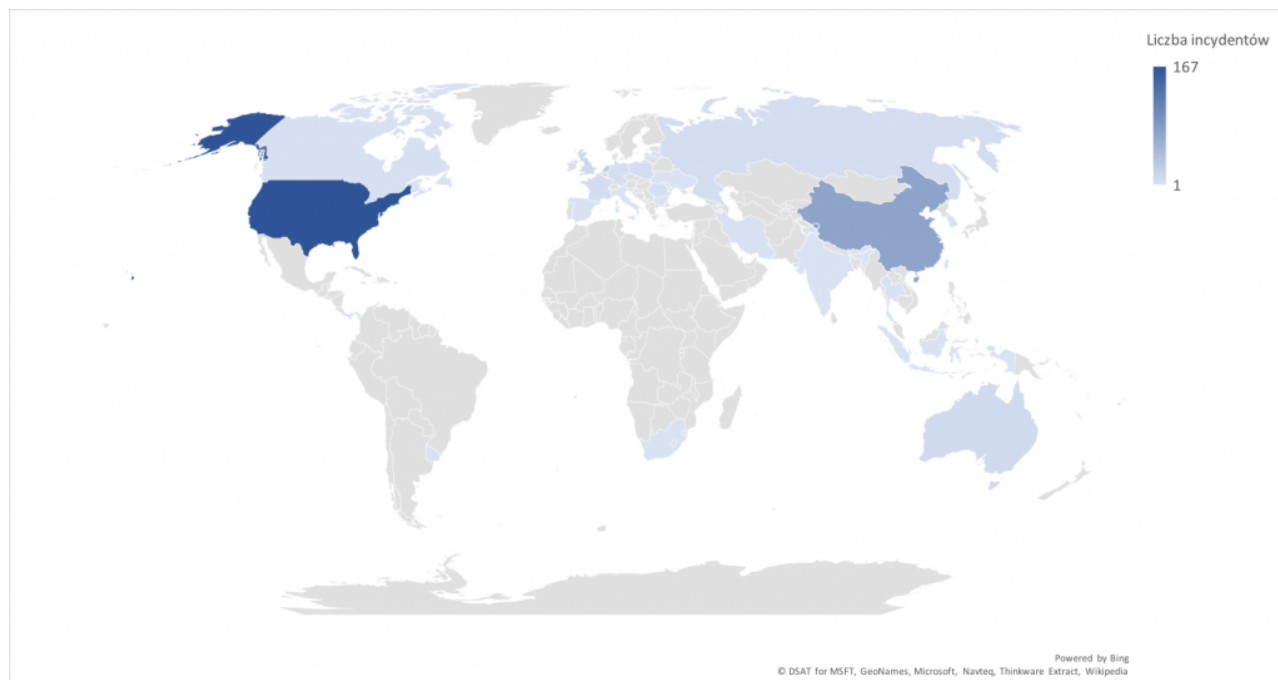 Liczba incydentów
167
1
Powered by Bing
© DSAT for MSFT, GeoNames, Microsoft, Navteq, Thinkware Extract, Wikipedia